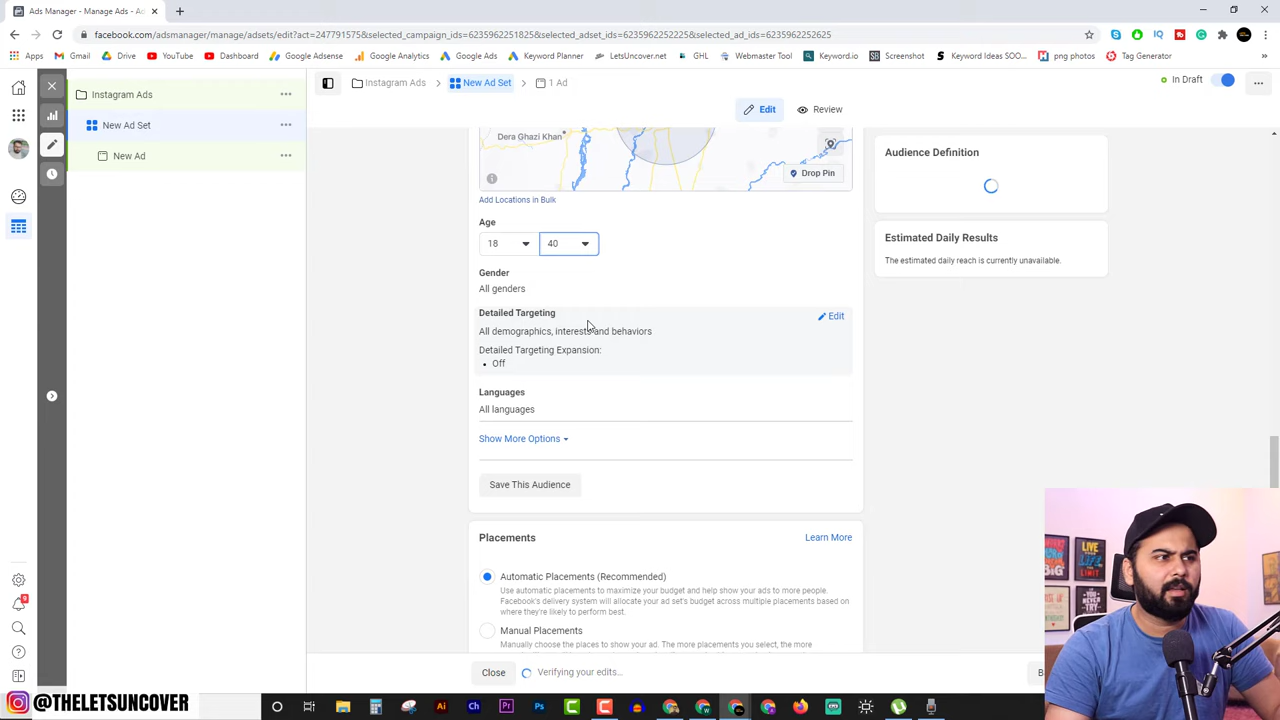 Ads Manager - Manage Ads - Ad
facebook.com/adsmanager/manage/adsets/edit?act=247791575&selected_campaign_ids=6235962251825&selected_adset_ids=6235962252225&selected_ad_ids=6235962252625
Apps Gmail Drive YouTube Dashboard Google Adsense Google Analytics Google Ads Keyword Planner LetsUncover.net GHL Tag Manager Keyword.io Screenshot Keyword Ideas SEO... png photos Tag Generator
Instagram Ads
New Ad Set
New Ad
Instagram Ads > New Ad Set > 1 Ad
In Draft
Edit Review
Dera Ghazi Khan
Drop Pin
Add Locations in Bulk
Age
18 40
Gender
All genders
Detailed Targeting
Edit
All demographics, interests and behaviors
Detailed Targeting Expansion:
• Off
Languages
All languages
Show More Options
Save This Audience
Placements
Learn More
Automatic Placements (Recommended)
Use automatic placements to maximize your budget and help show your ads to more people.
Facebook's delivery system will allocate your ad set's budget across multiple placements based on
where they're likely to perform best.
Manual Placements
Manually choose the places to show your ad. The more placements you select, the more
Close Verifying your edits...
Audience Definition
Estimated Daily Results
The estimated daily reach is currently unavailable.
@THELETSUNCOVER